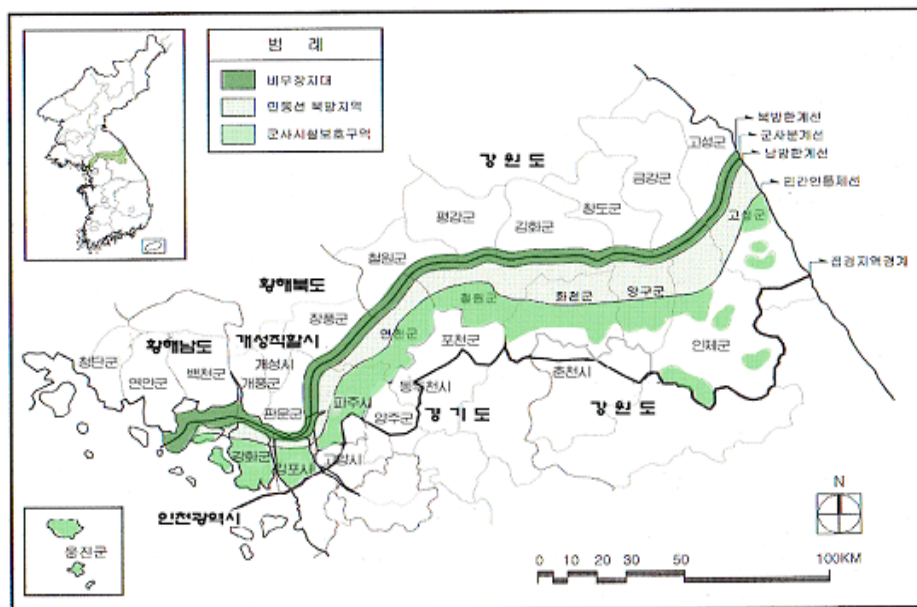 범 례
비무장지대
민통선 북방지역
군사시설보호구역
북방한계선
군사분계선
남방한계선
민간인통제선
접경지역경계
고성군
강원도
금강군
창도군
평강군
김화군
고성군
철원군
황해북도
장풍군
철원군
화천군
양구군
황해남도
개성직할시
연천군
포천군
인제군
청단군
백천군
개성시
연안군
개풍군
동두천시
춘천시
판문군
파주시
양주군
경기도
강원도
강화군
김포시
고양시
인천광역시
옹진군
N
0 10 20 30 50 100KM